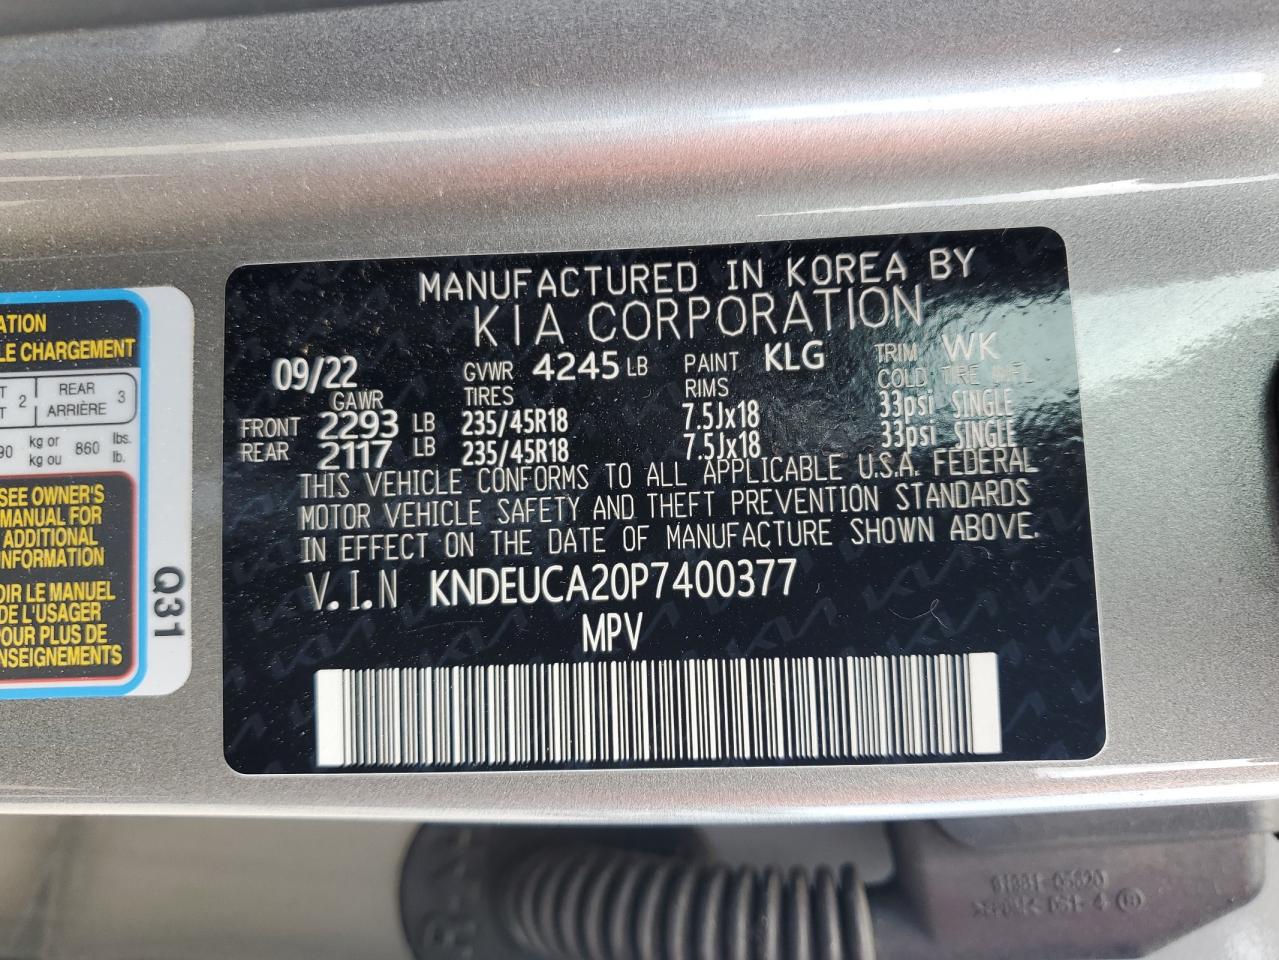 MANUFACTURED IN KOREA BY
KIA CORPORATION
09/22 GVWR 4245 LB PAINT KLG TRIM WK
GAWR TIRES RIMS COLD TIRE INFL
FRONT 2293 LB 235/45R18 7.5Jx18 33psi SINGLE
REAR 2117 LB 235/45R18 7.5Jx18 33psi SINGLE
THIS VEHICLE CONFORMS TO ALL APPLICABLE U.S.A. FEDERAL
MOTOR VEHICLE SAFETY AND THEFT PREVENTION STANDARDS
IN EFFECT ON THE DATE OF MANUFACTURE SHOWN ABOVE.
V.I.N KNDEUCA20P7400377
MPV
ATION
LE CHARGEMENT
T 2 REAR 3
T ARRIÈRE
90 kg or 860 lbs.
kg ou lb.
SEE OWNER'S
MANUAL FOR
ADDITIONAL
INFORMATION
OIR LE MANUEL
DE L'USAGER
POUR PLUS DE
NSEIGNEMENTS
Q31